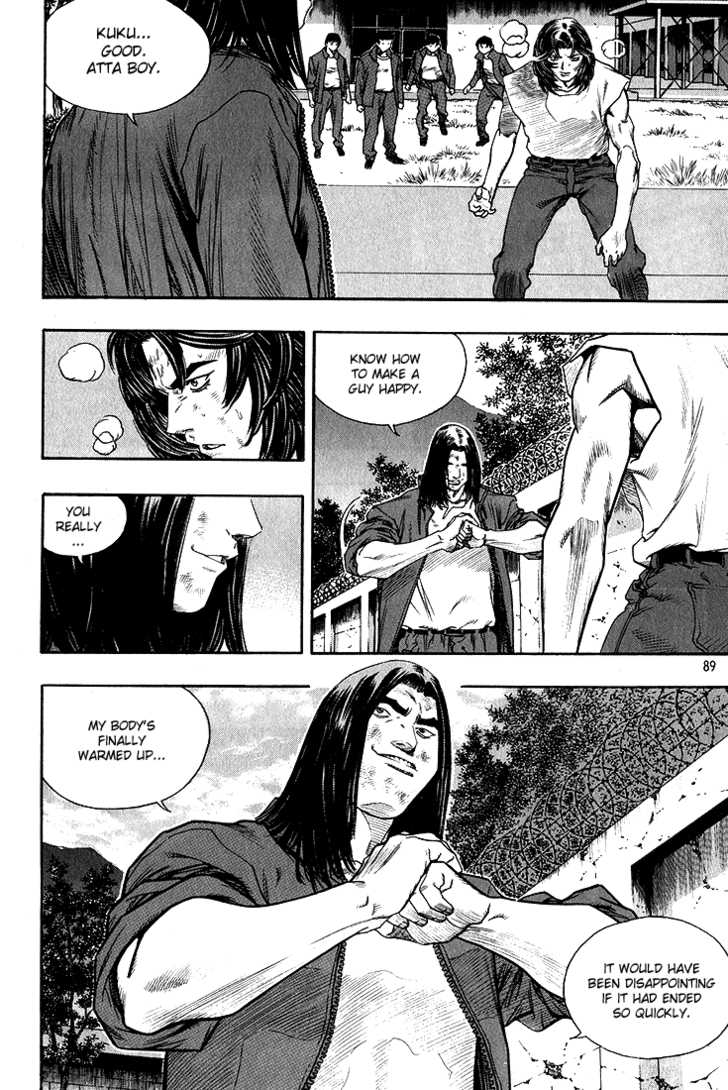 KUKU...
GOOD.
ATTA BOY.
YOU
REALLY
...
KNOW HOW
TO MAKE A
GUY HAPPY.
89
MY BODY'S
FINALLY
WARMED UP...
IT WOULD HAVE
BEEN DISAPPOINTING
IF IT HAD ENDED
SO QUICKLY.